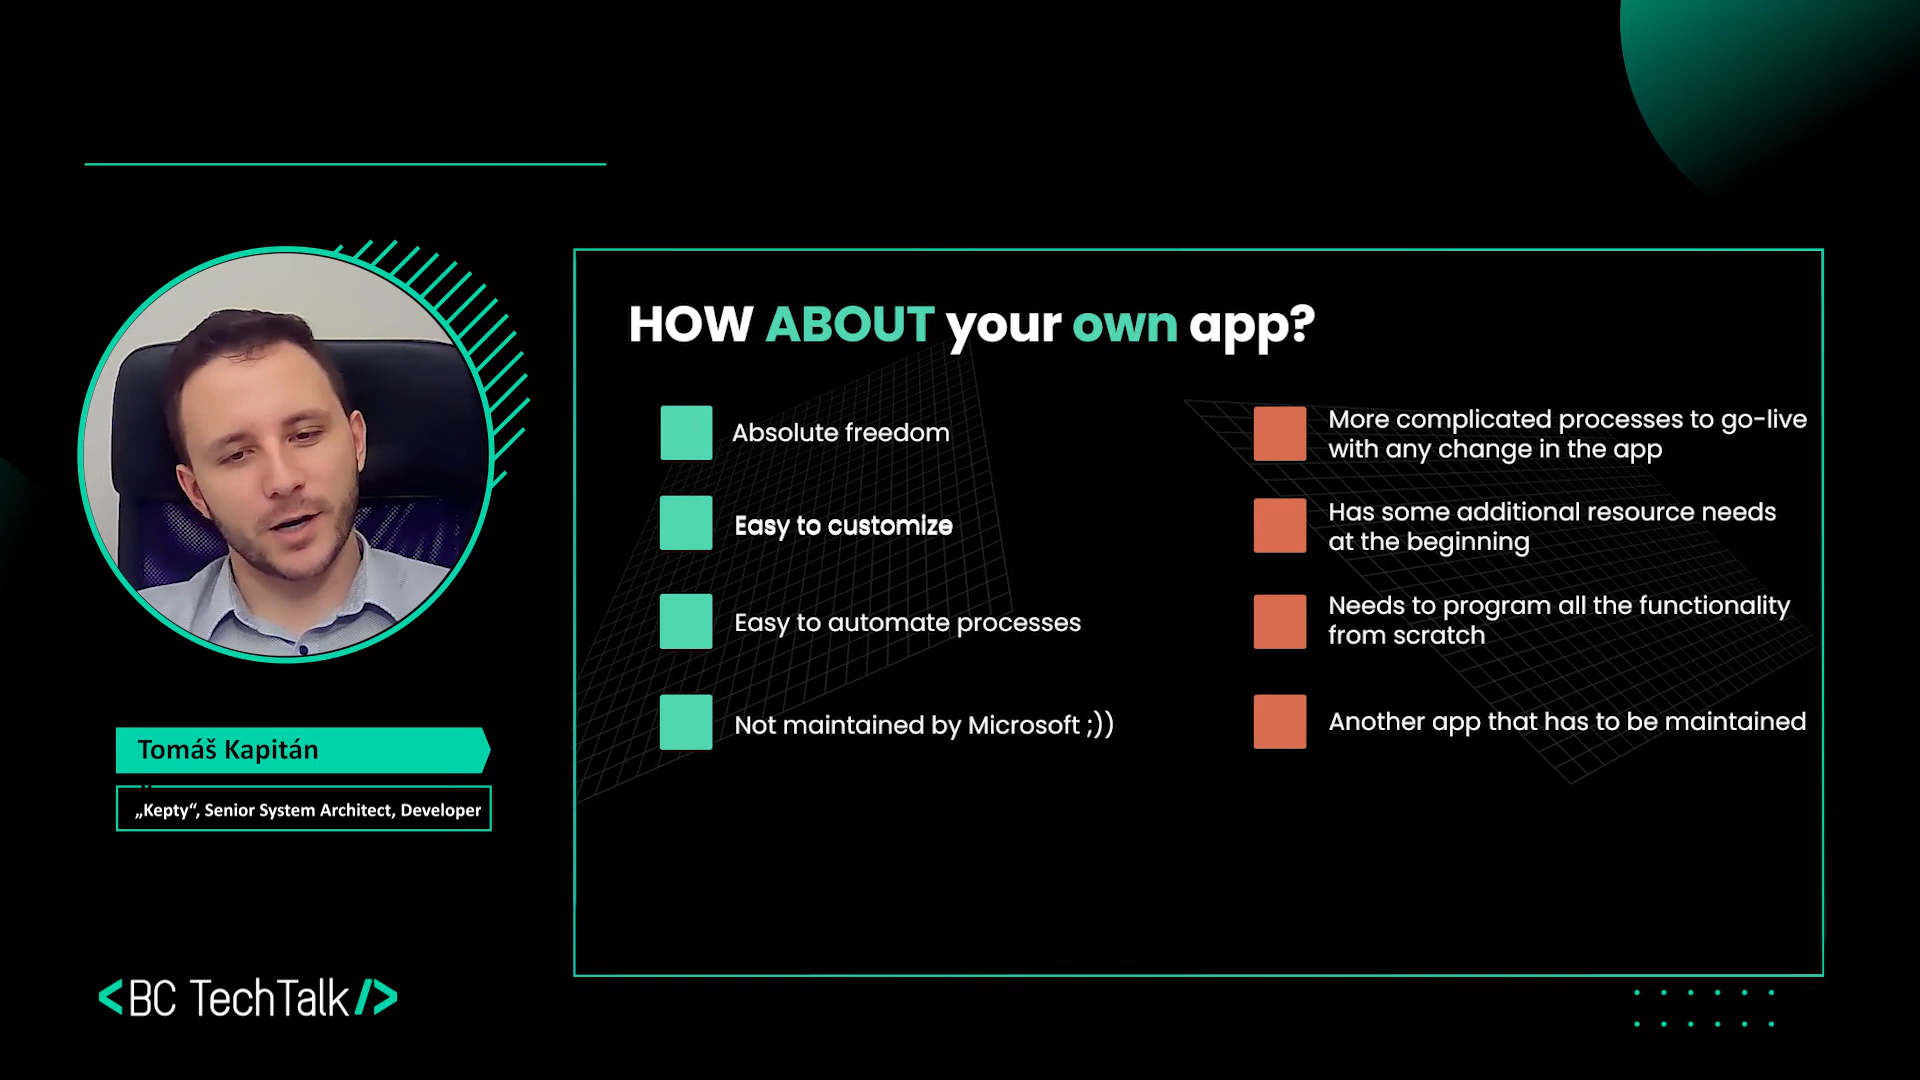 HOW ABOUT your own app?
Absolute freedom
Easy to customize
Easy to automate processes
Not maintained by Microsoft ;))
More complicated processes to go-live
with any change in the app
Has some additional resource needs
at the beginning
Needs to program all the functionality
from scratch
Another app that has to be maintained
Tomáš Kapitán
„Kepty“, Senior System Architect, Developer
<BC TechTalk/>